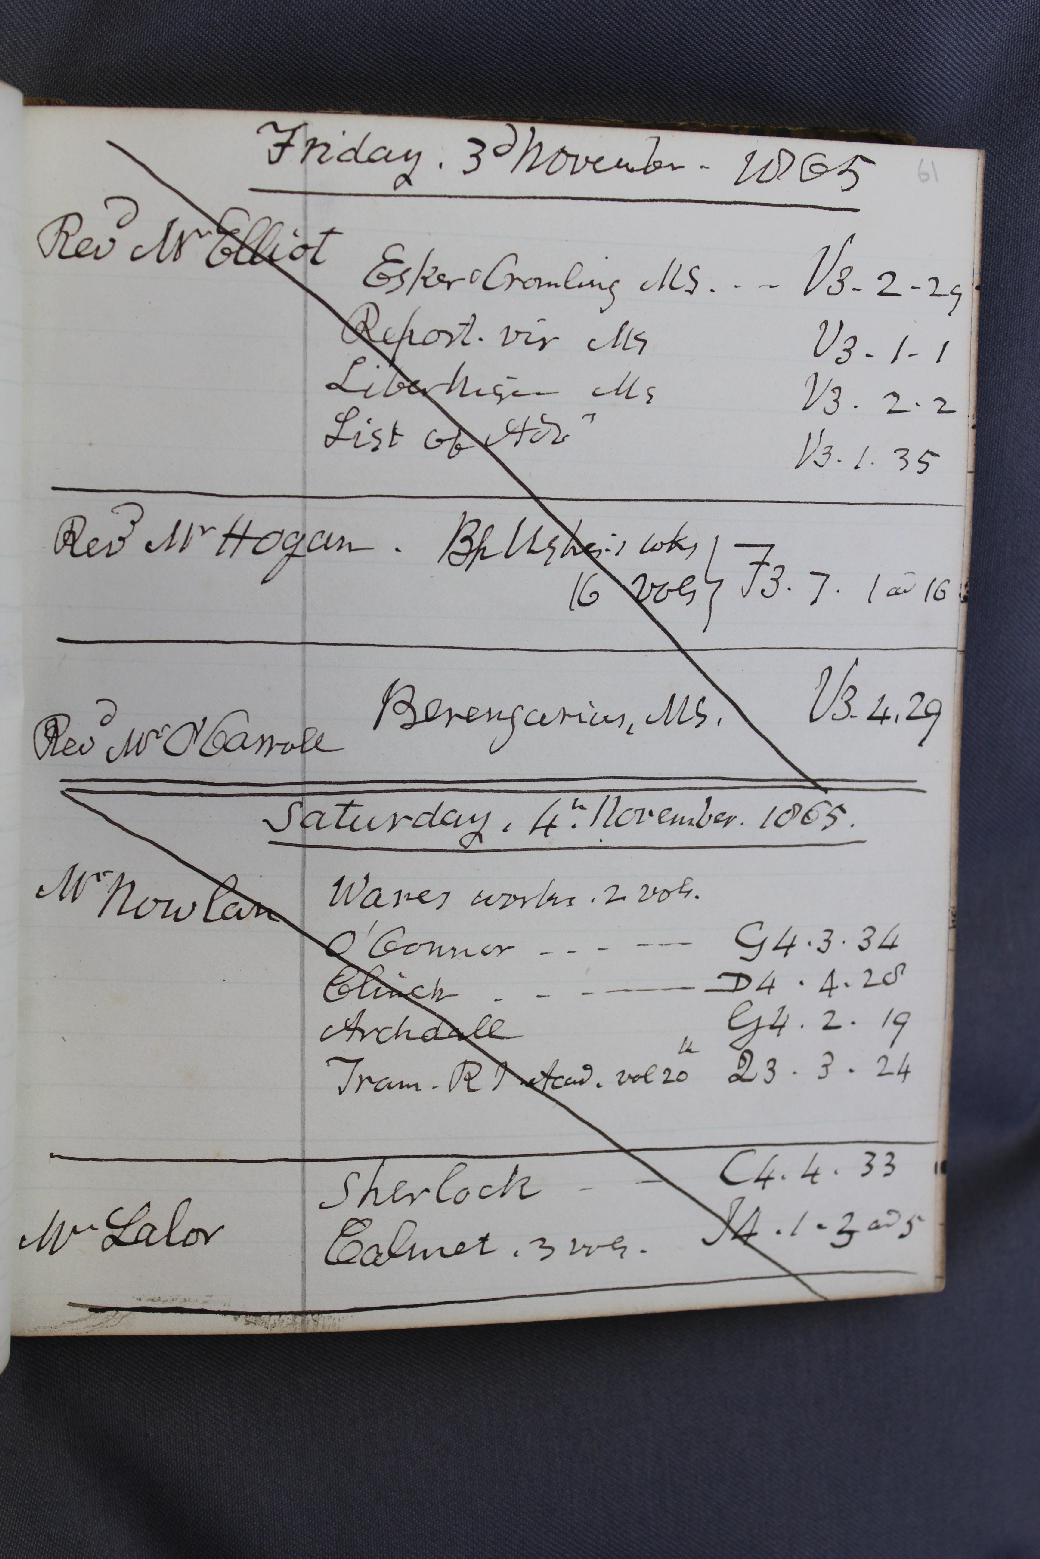 61
Friday. 3d November - 1865
Revd Mr Elliot
Esker & Cromling MS. - - V3 - 2 - 29
Report. vir MS V3 - 1 - 1
Liber Niger MS V3. 2 - 2
List of V3. 1. 35
Revd Mr Hogan. Bp Ushers wks
16 vols } F3. 7. 1 ad 16
Berengarius, MS. V3. 4. 29
Revd Mr O'Carroll
Saturday, 4th November. 1865.
Mr Nowlan
Wares works. 2 vols.
O'Connor - - - G4. 3. 34
Clinch . - - D4. 4. 28
Archdall G4. 2. 19
Tran. R I Acad. vol 20th 23. 3. 24
Sherlock - - C4. 4. 33
Mr Lalor
Calmet. 3 vols. J4. 1 - 3 ad 5